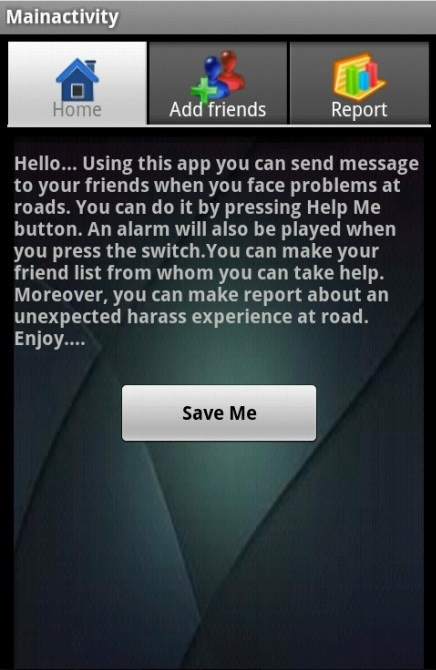 Mainactivity
Home
Add friends
Report
Hello... Using this app you can send message
to your friends when you face problems at
roads. You can do it by pressing Help Me
button. An alarm will also be played when
you press the switch.You can make your
friend list from whom you can take help.
Moreover, you can make report about an
unexpected harass experience at road.
Enjoy....
Save Me